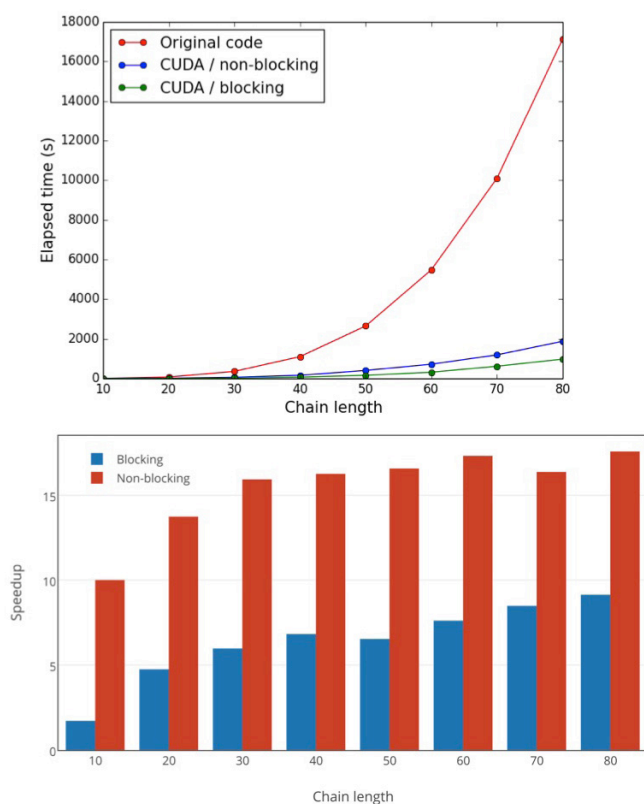 18000
16000
14000
12000
10000
8000
6000
4000
2000
0
Elapsed time (s)
Original code
CUDA / non-blocking
CUDA / blocking
10 20 30 40 50 60 70 80
Chain length
Blocking
Non-blocking
15
10
5
0
Speedup
10 20 30 40 50 60 70 80
Chain length